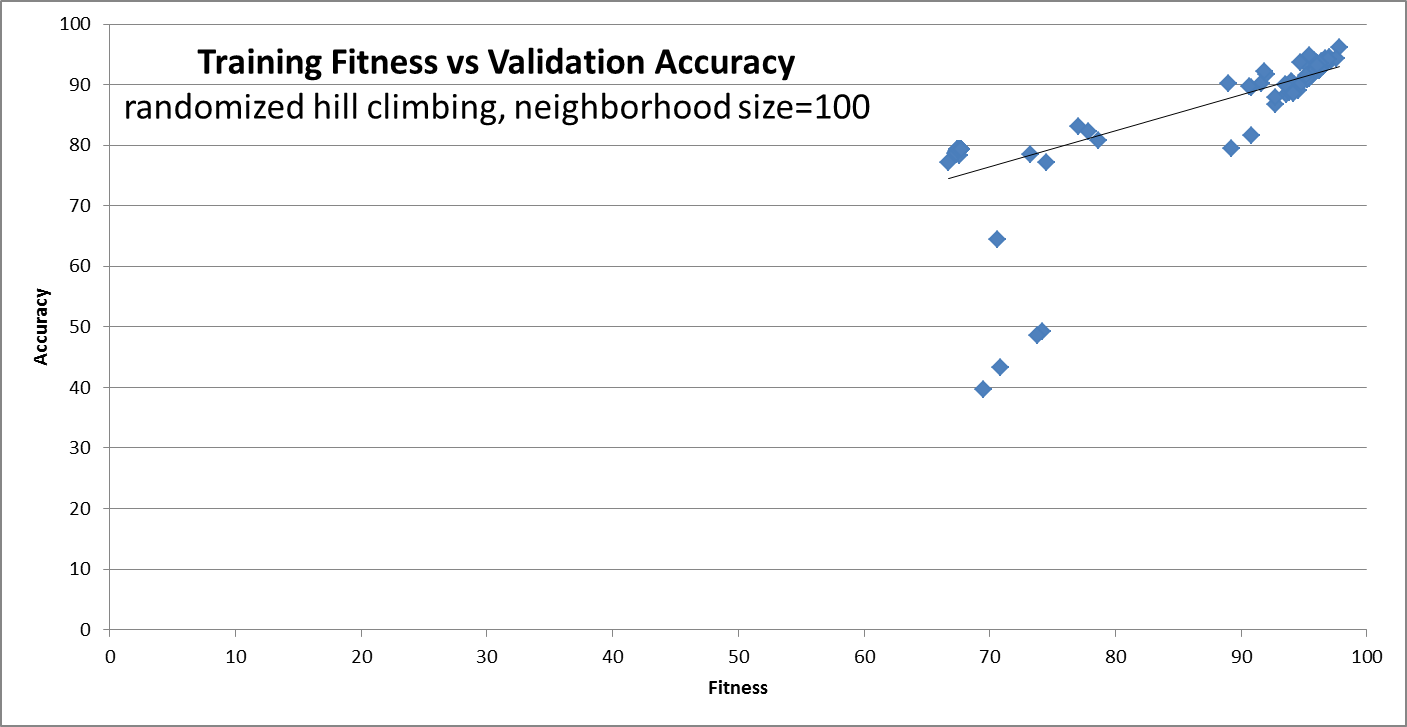 Training Fitness vs Validation Accuracy
randomized hill climbing, neighborhood size=100
100
90
80
70
60
50
40
30
20
10
0
Accuracy
0 10 20 30 40 50 60 70 80 90 100
Fitness